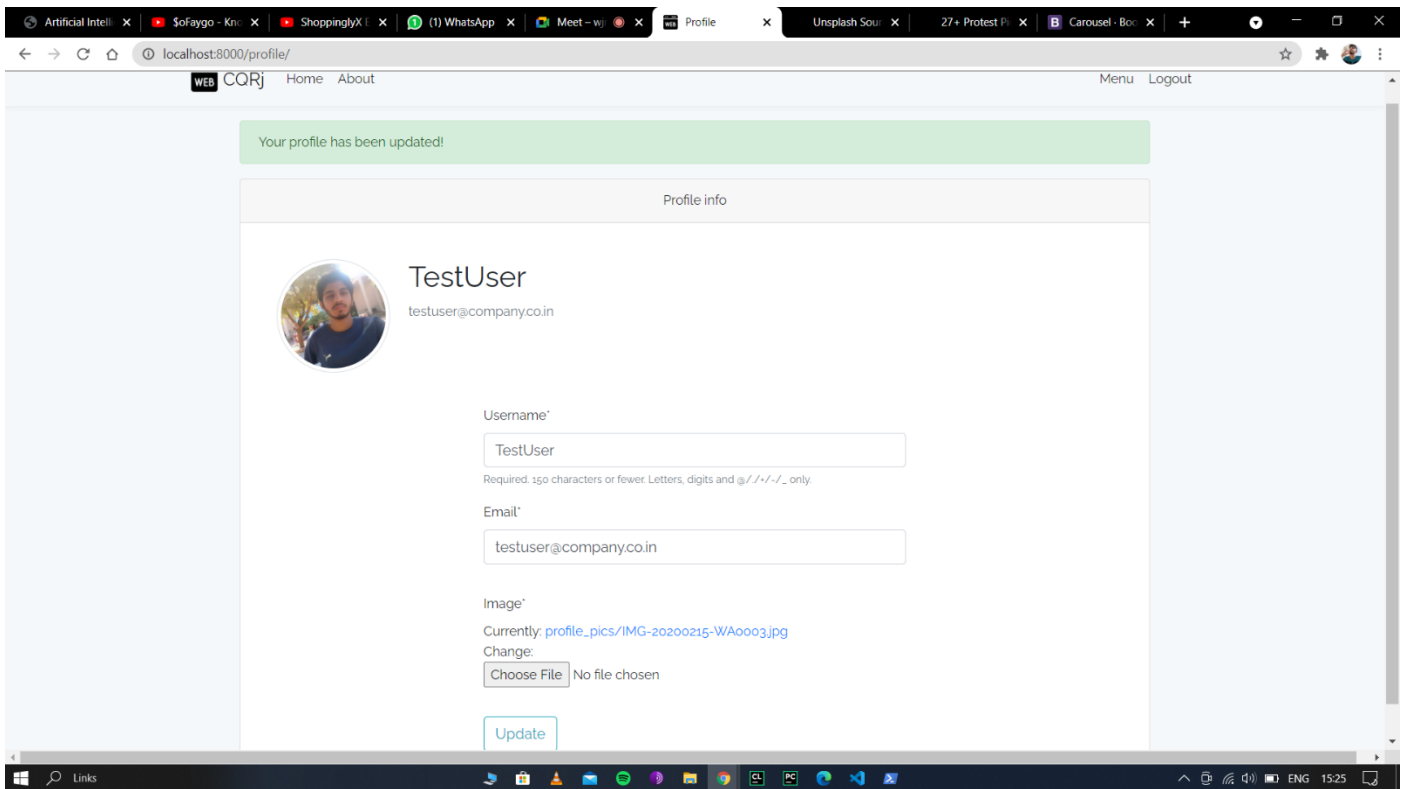 Artificial Intelli
$oFaygo - Kno
ShoppinglyX E
(1) WhatsApp
Meet – wjr
Profile
Unsplash Sour
27+ Protest Pi
B Carousel · Boo
localhost:8000/profile/
WEB CQRj Home About Menu Logout
Your profile has been updated!
Profile info
TestUser
testuser@company.co.in
Username*
TestUser
Required. 150 characters or fewer. Letters, digits and @/./+/-/_ only.
Email*
testuser@company.co.in
Image*
Currently: profile_pics/IMG-20200215-WA0003.jpg
Change:
Choose File No file chosen
Update
Links
CL
PC
ENG 15:25